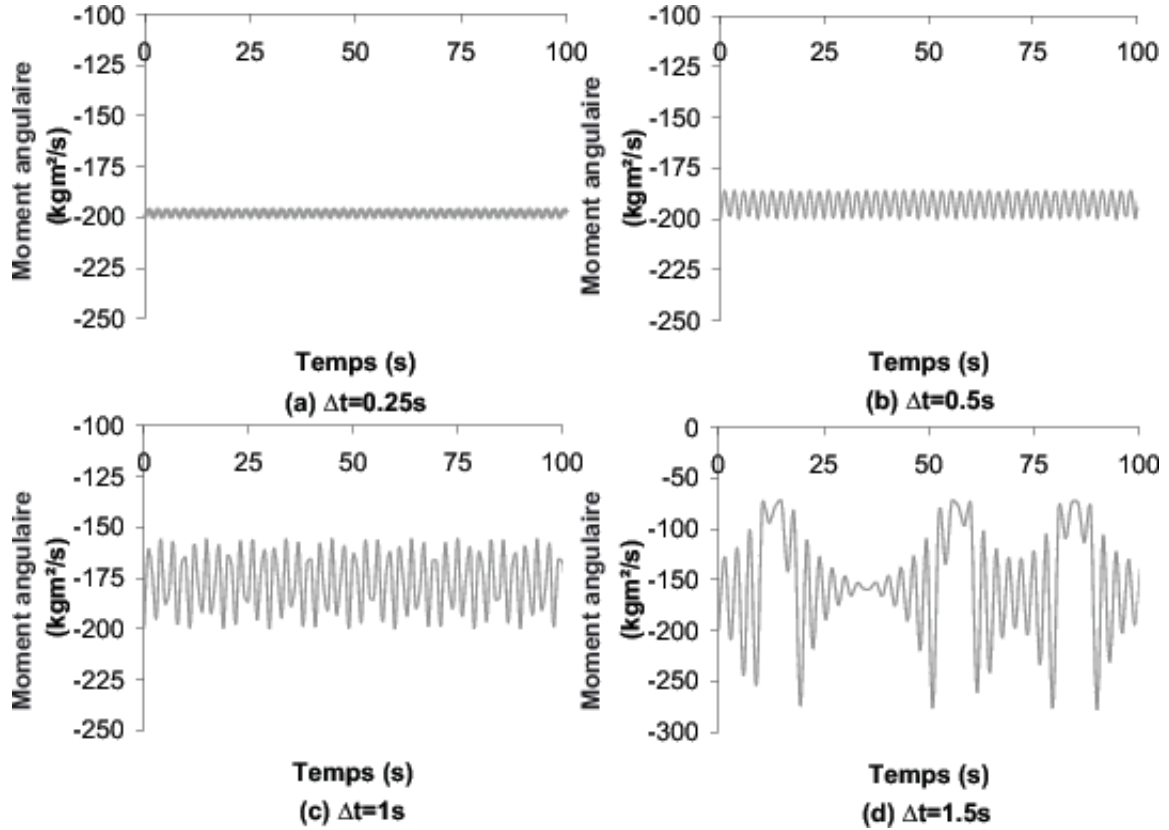 -100
0 25 50 75 100
-125
-150
-175
-200
-225
-250
Moment angulaire
(kgm²/s)
Temps (s)
(a) Δt=0.25s
-100
0 25 50 75 100
-125
-150
-175
-200
-225
-250
Moment angulaire
(kgm²/s)
Temps (s)
(b) Δt=0.5s
-100
0 25 50 75 100
-125
-150
-175
-200
-225
-250
Moment angulaire
(kgm²/s)
Temps (s)
(c) Δt=1s
0
0 25 50 75 100
-50
-100
-150
-200
-250
-300
Moment angulaire
(kgm²/s)
Temps (s)
(d) Δt=1.5s